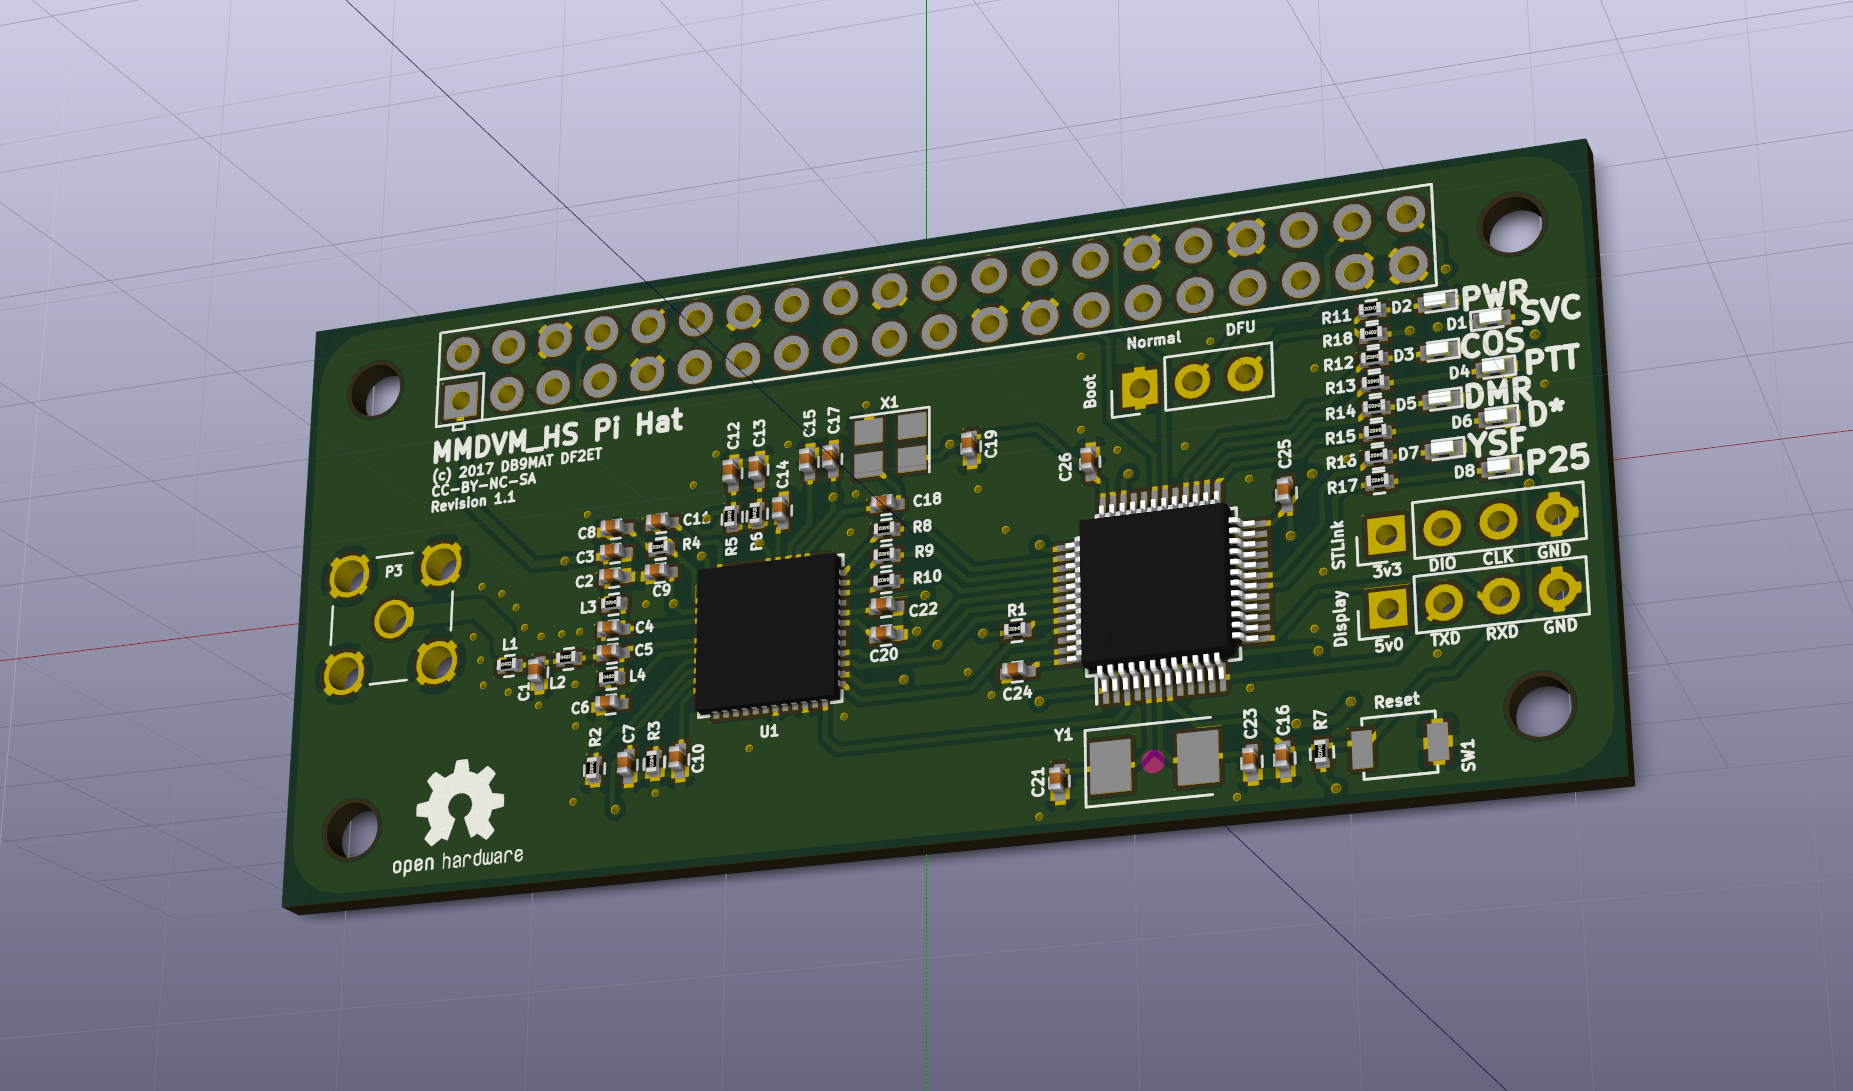 MMDVM_HS Pi Hat
(c) 2017 DB9MAT DF2ET
CC-BY-NC-SA
Revision 1.1
Normal
DFU
Boot
R11
R18
R12
R13
R14
R15
R16
R17
D2
PWR
D1
SVC
D3
COS
D4
PTT
D5
DMR
D6
D*
D7
YSF
D8
P25
C12
C13
C15
C17
X1
C14
C19
C26
C25
C18
R8
R9
R10
C22
C20
C8
C11
C3
R4
C2
C9
R5
R6
L3
C4
C5
L4
C6
P3
L1
C1
L2
U1
R1
C24
STLink
3v3
DIO
CLK
GND
Display
5v0
TXD
RXD
GND
R2
C7
R3
C10
Y1
C21
C23
C16
R7
Reset
SW1
open hardware